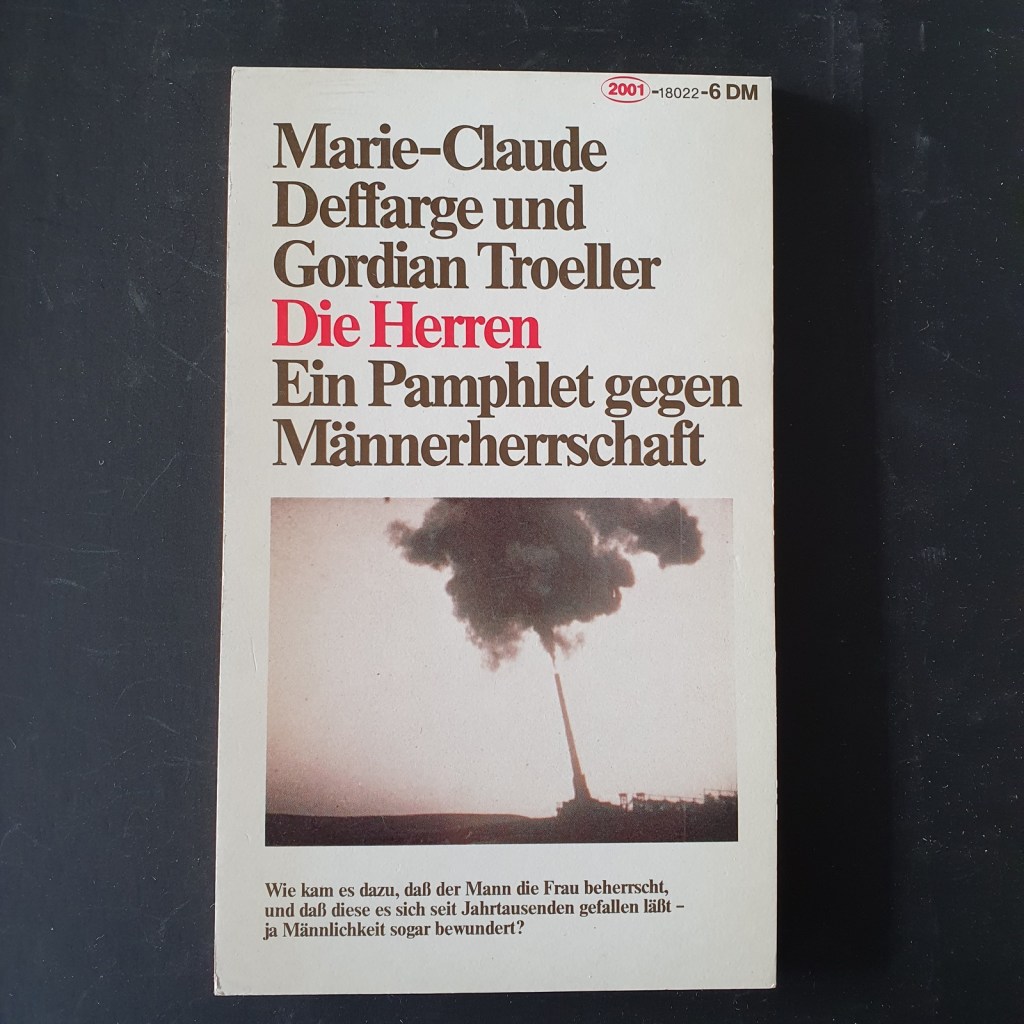 2001-18022-6 DM
Marie-Claude
Deffarge und
Gordian Troeller
Die Herren
Ein Pamphlet gegen
Männerherrschaft
Wie kam es dazu, daß der Mann die Frau beherrscht,
und daß diese es sich seit Jahrtausenden gefallen läßt –
ja Männlichkeit sogar bewundert?